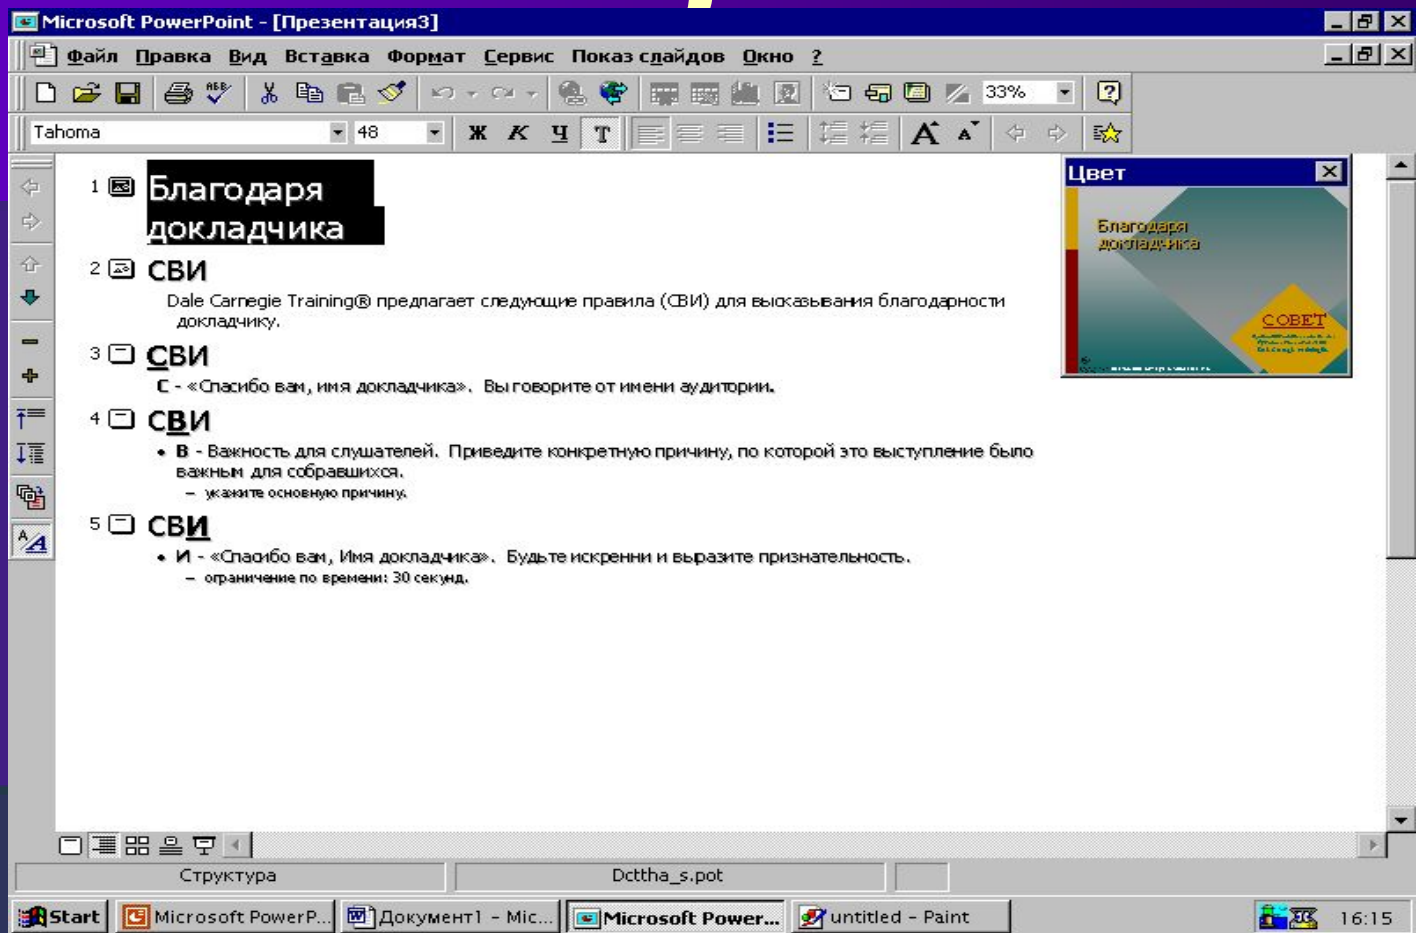 Microsoft PowerPoint - [Презентация3]
Файл Правка Вид Вставка Формат Сервис Показ слайдов Окно ?
33%
Tahoma 48 Ж К Ч Т A A
Цвет
1 Благодаря
докладчика
2 СВИ
Dale Carnegie Training® предлагает следующие правила (СВИ) для высказывания благодарности
докладчику.
3 СВИ
С - «Спасибо вам, имя докладчика». Вы говорите от имени аудитории.
4 СВИ
• В - Важность для слушателей. Приведите конкретную причину, по которой это выступление было
важным для собравшихся.
– укажите основную причину.
5 СВИ
• И - «Спасибо вам, Имя докладчика». Будьте искренни и выразите признательность.
– ограничение по времени: 30 секунд.
Благодаря
докладчика
СОВЕТ
Структура Dcttha_s.pot
Start Microsoft PowerP... Документ1 - Mic... Microsoft Power... untitled - Paint 16:15